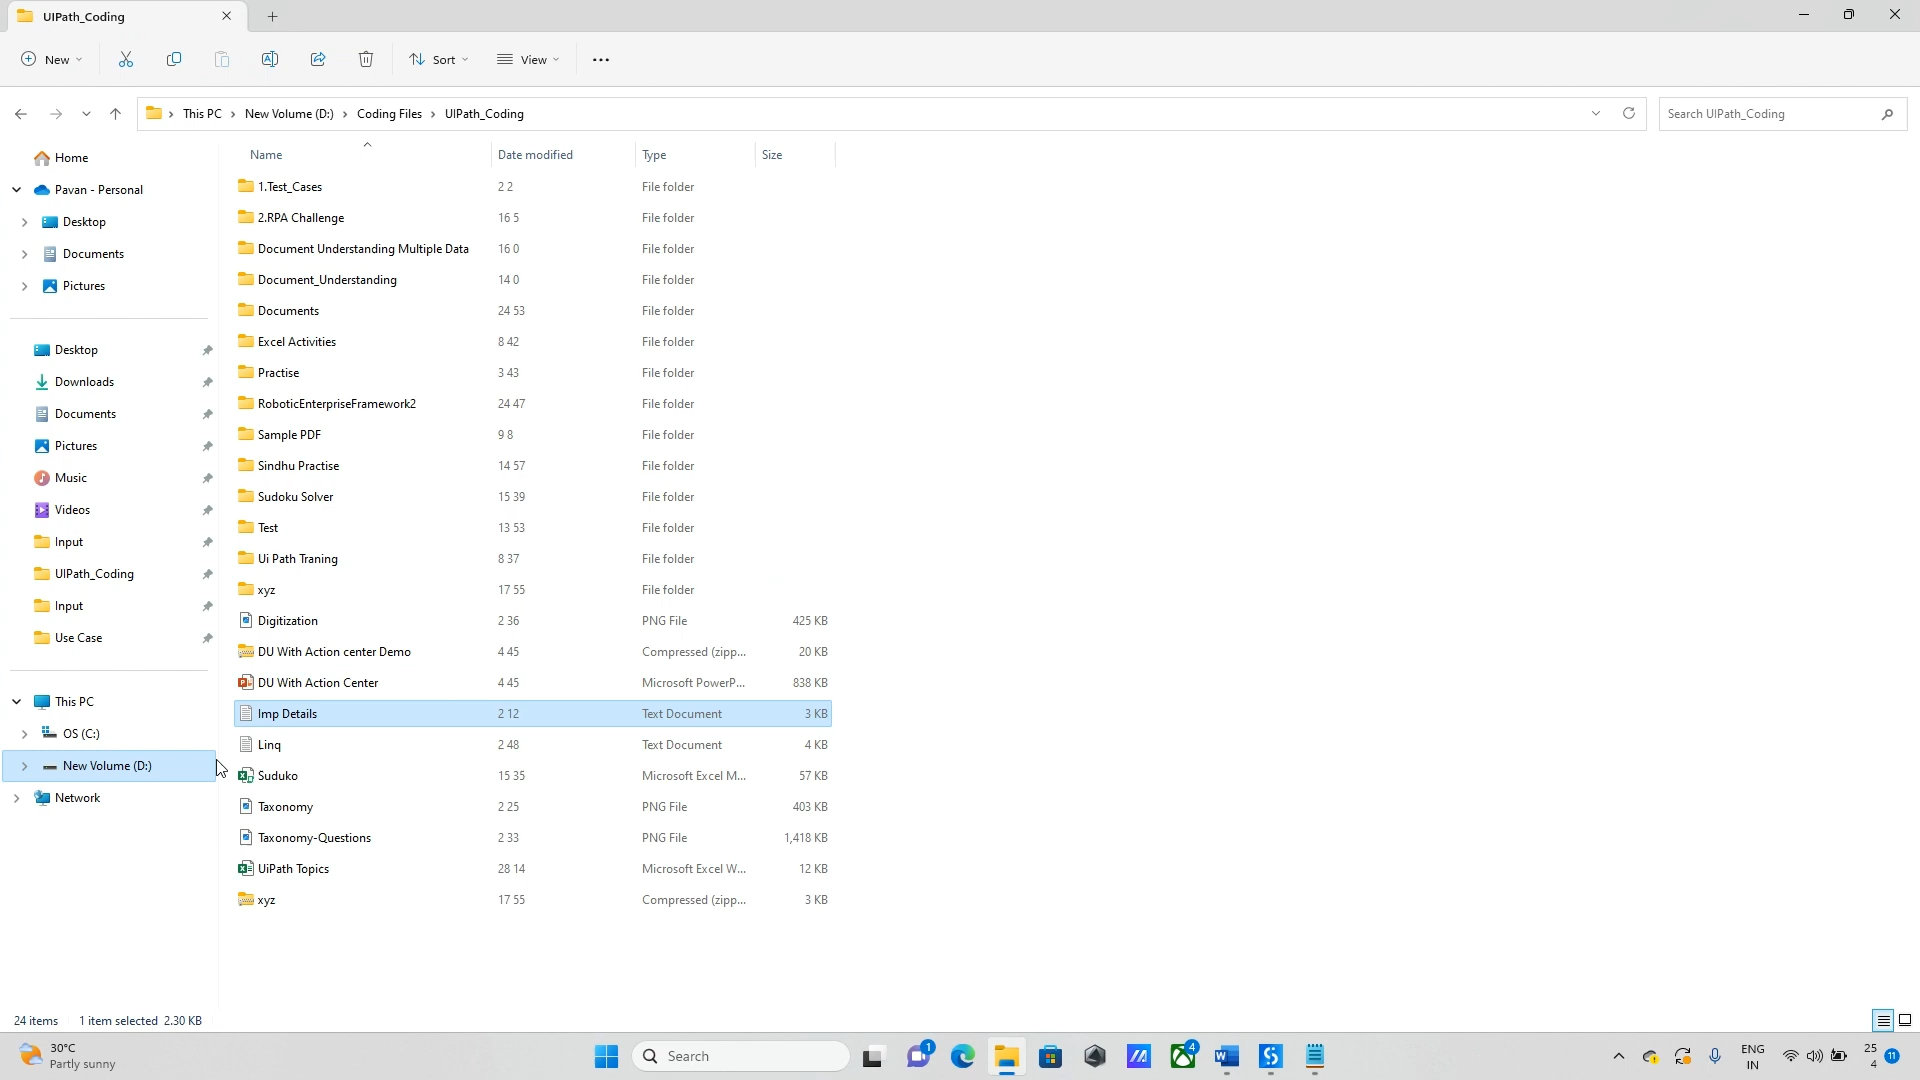 UIPath_Coding
New
Sort
View
This PC > New Volume (D:) > Coding Files > UIPath_Coding
Search UIPath_Coding
Name Date modified Type Size
Home
Pavan - Personal
Desktop
Documents
Pictures
Desktop
Downloads
Documents
Pictures
Music
Videos
Input
UIPath_Coding
Input
Use Case
This PC
OS (C:)
New Volume (D:)
Network
1.Test_Cases 2 2 File folder
2.RPA Challenge 16 5 File folder
Document Understanding Multiple Data 16 0 File folder
Document_Understanding 14 0 File folder
Documents 24 53 File folder
Excel Activities 8 42 File folder
Practise 3 43 File folder
RoboticEnterpriseFramework2 24 47 File folder
Sample PDF 9 8 File folder
Sindhu Practise 14 57 File folder
Sudoku Solver 15 39 File folder
Test 13 53 File folder
Ui Path Traning 8 37 File folder
xyz 17 55 File folder
Digitization 2 36 PNG File 425 KB
DU With Action center Demo 4 45 Compressed (zipp... 20 KB
DU With Action Center 4 45 Microsoft PowerP... 838 KB
Imp Details 2 12 Text Document 3 KB
Linq 2 48 Text Document 4 KB
Suduko 15 35 Microsoft Excel M... 57 KB
Taxonomy 2 25 PNG File 403 KB
Taxonomy-Questions 2 33 PNG File 1,418 KB
UiPath Topics 28 14 Microsoft Excel W... 12 KB
xyz 17 55 Compressed (zipp... 3 KB
24 items 1 item selected 2.30 KB
30°C
Partly sunny
Search
1
4
ENG
IN
25
4
11